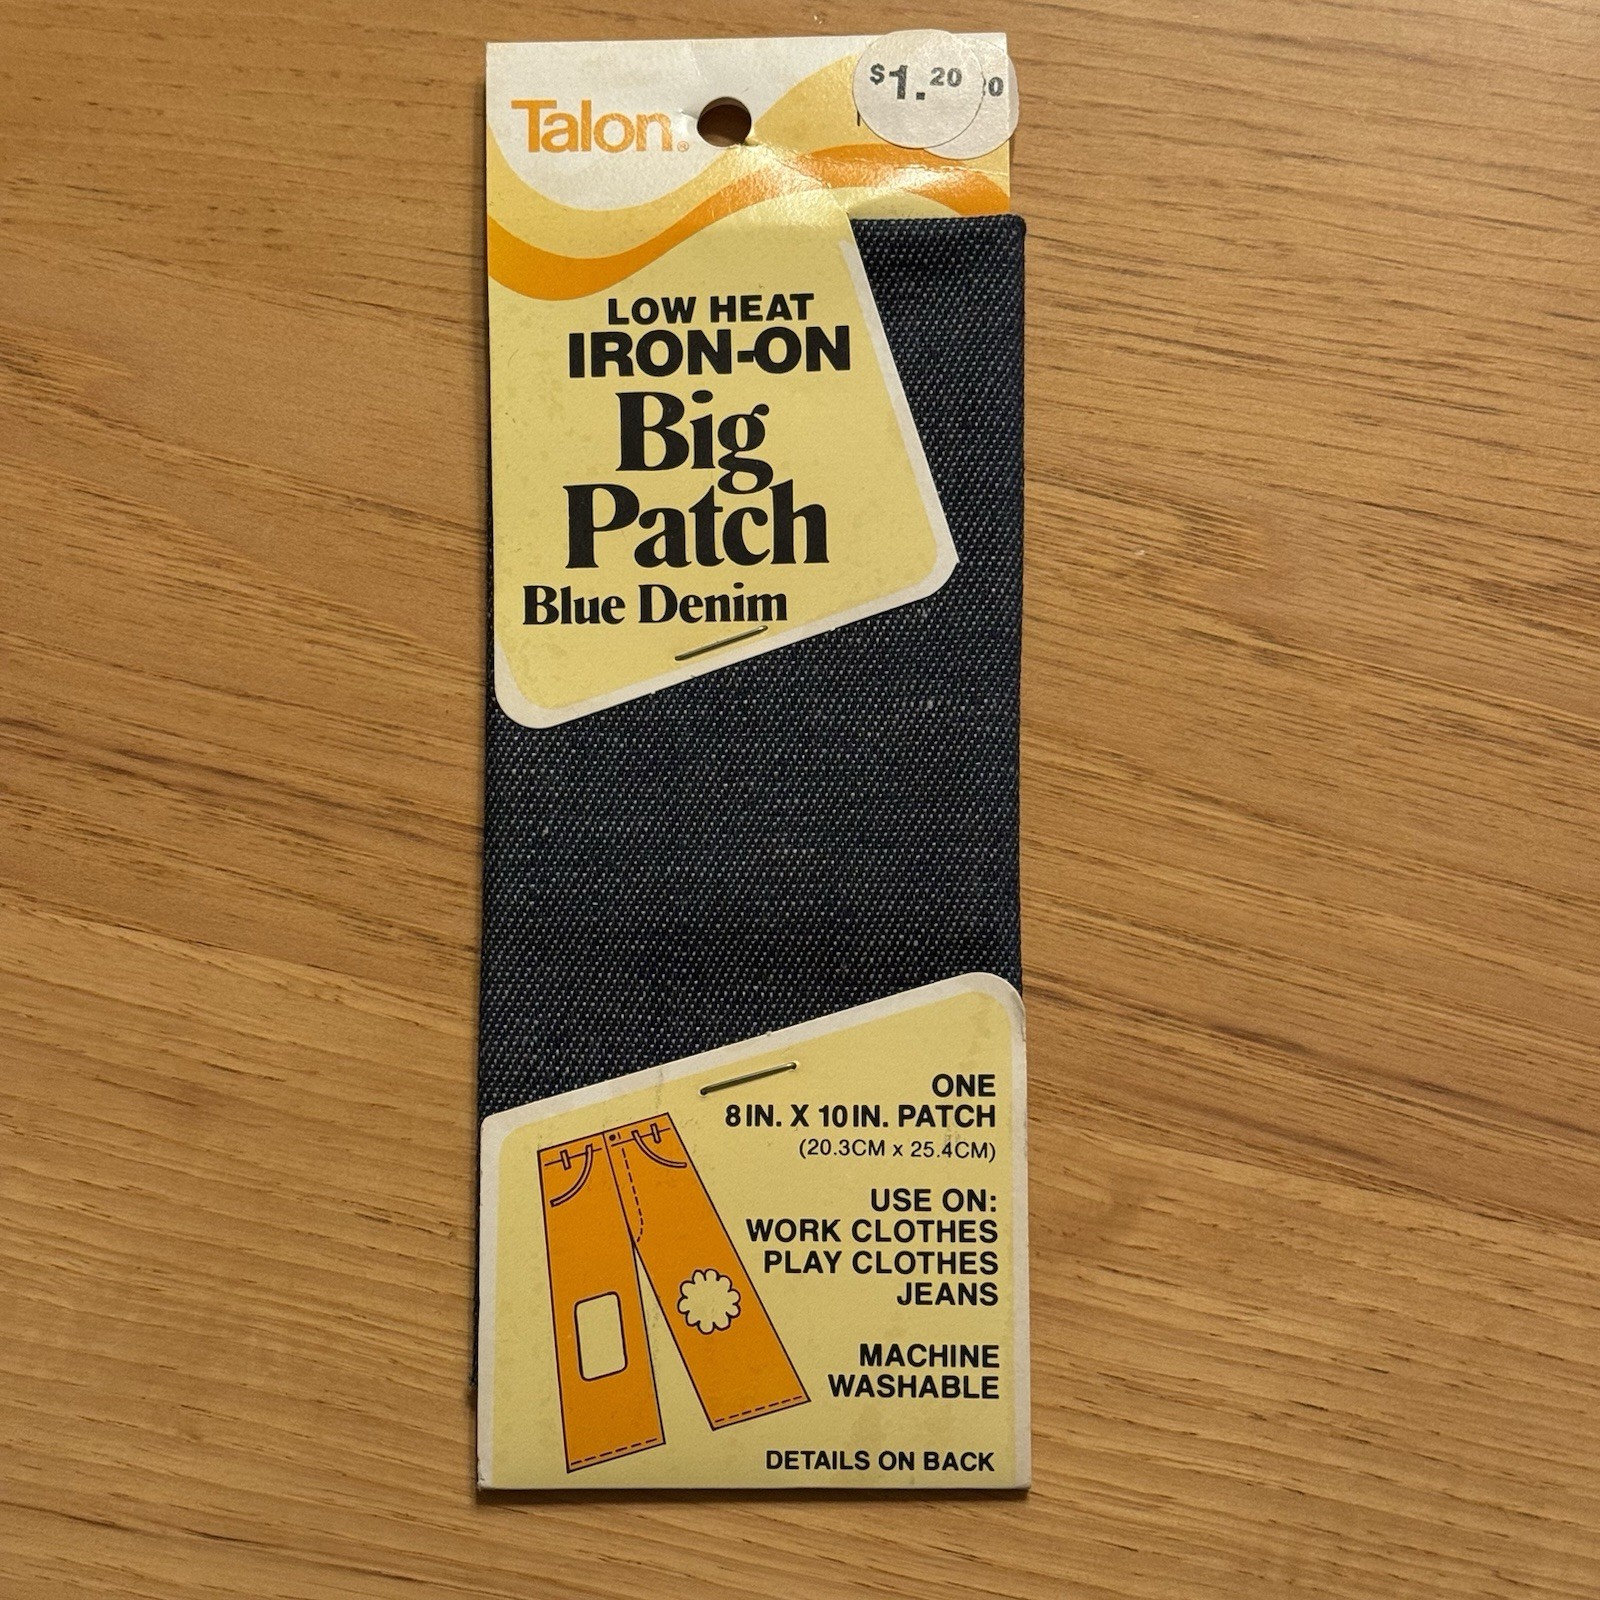 Talon®
$1.20
LOW HEAT
IRON-ON
Big
Patch
Blue Denim
ONE
8 IN. X 10 IN. PATCH
(20.3CM x 25.4CM)
USE ON:
WORK CLOTHES
PLAY CLOTHES
JEANS
MACHINE
WASHABLE
DETAILS ON BACK